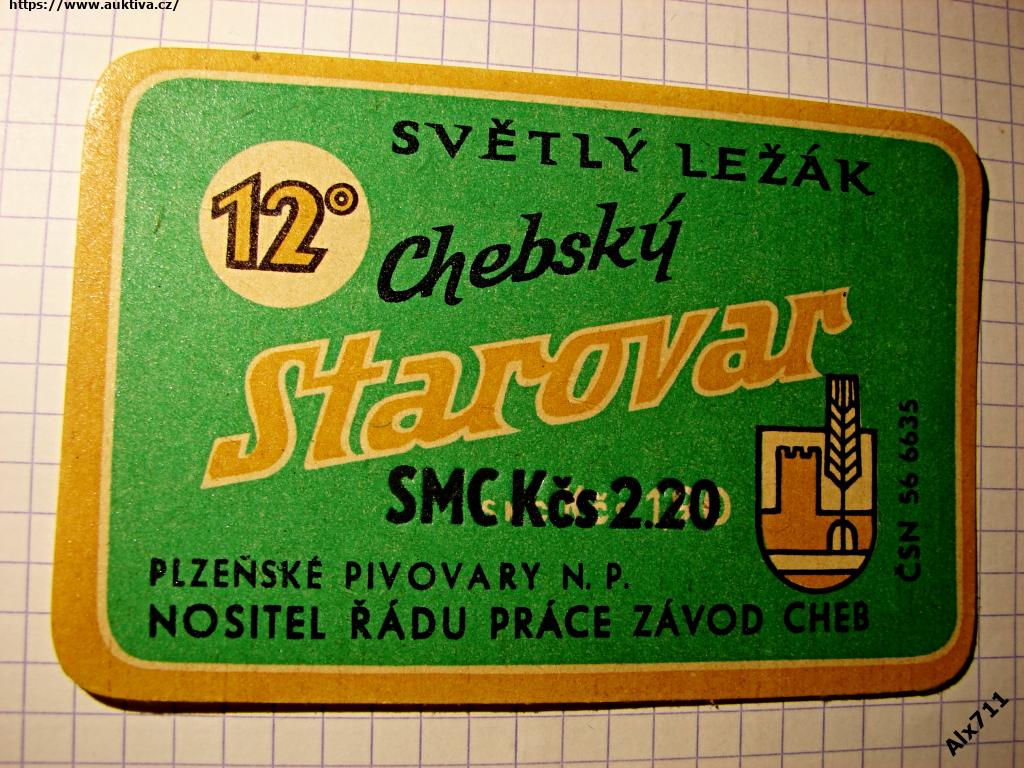 https://www.auktiva.cz/
SVĚTLÝ LEŽÁK
12°
Chebský
Starovar
SMC Kčs 2.20
ČSN 56 6635
PLZEŇSKÉ PIVOVARY N. P.
NOSITEL ŘÁDU PRÁCE ZÁVOD CHEB
Alx711